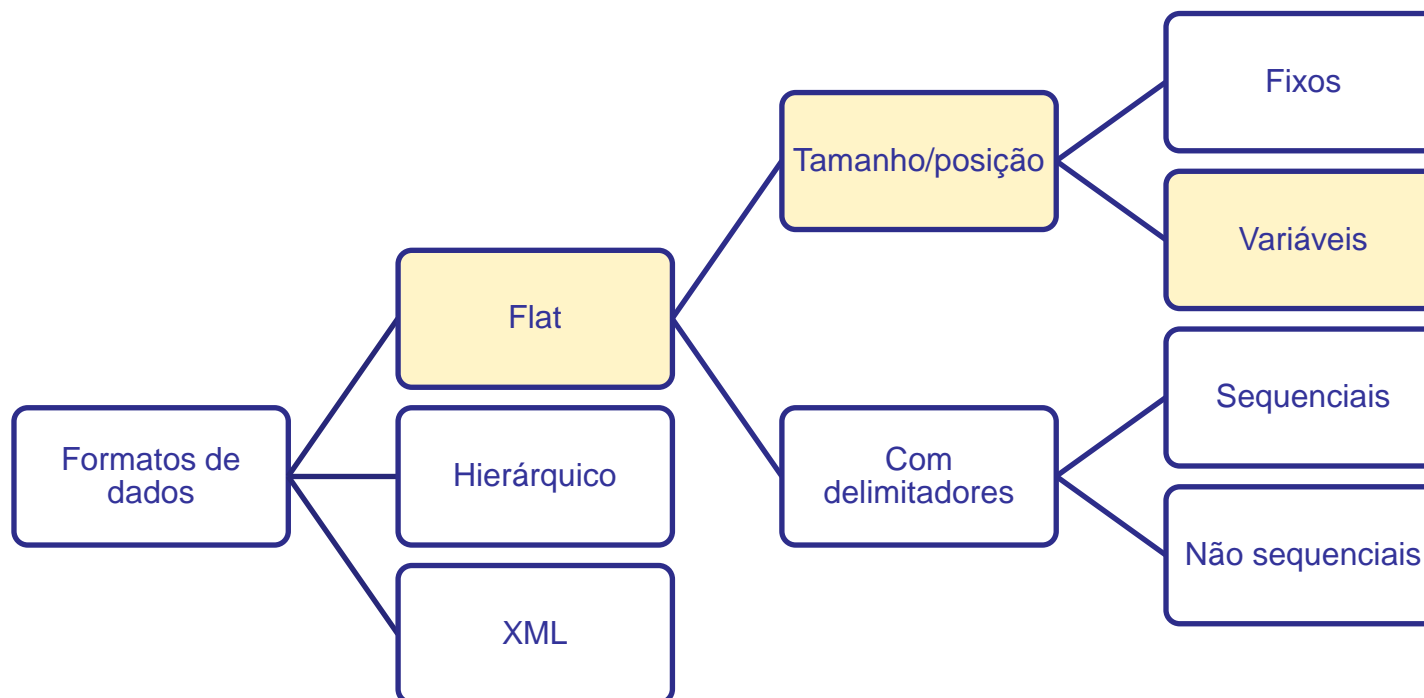 Formatos de
dados
Flat
Hierárquico
XML
Tamanho/posição
Com
delimitadores
Fixos
Variáveis
Sequenciais
Não sequenciais